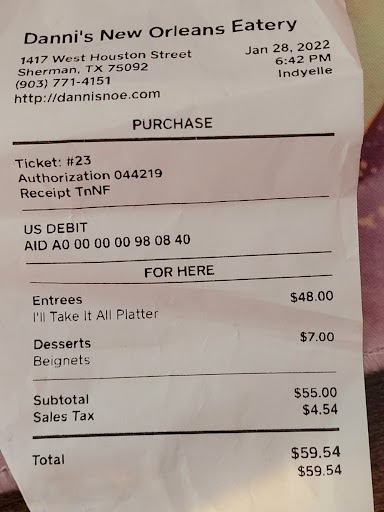 Danni's New Orleans Eatery
1417 West Houston Street
Sherman, TX 75092
(903) 771-4151
http://dannisnoe.com
Jan 28, 2022
6:42 PM
Indyelle
PURCHASE
Ticket: #23
Authorization 044219
Receipt TnNF
US DEBIT
AID A0 00 00 00 98 08 40
FOR HERE
Entrees $48.00
I'll Take It All Platter
Desserts $7.00
Beignets
Subtotal $55.00
Sales Tax $4.54
Total $59.54
$59.54